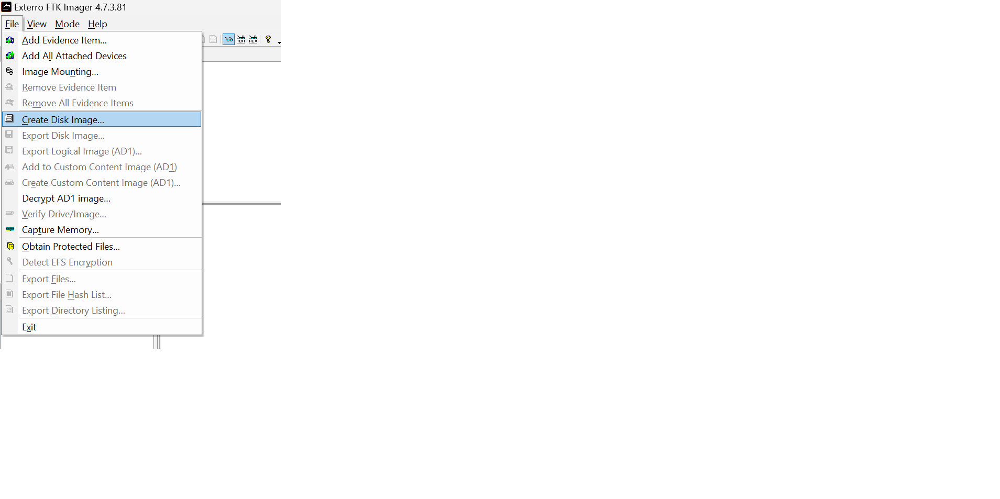 Exterro FTK Imager 4.7.3.81
File View Mode Help
Add Evidence Item...
TEXT HEX ?
Add All Attached Devices
Image Mounting...
Remove Evidence Item
Remove All Evidence Items
Create Disk Image...
Export Disk Image...
Export Logical Image (AD1)...
Add to Custom Content Image (AD1)
Create Custom Content Image (AD1)...
Decrypt AD1 image...
Verify Drive/Image...
Capture Memory...
Obtain Protected Files...
Detect EFS Encryption
Export Files...
Export File Hash List...
Export Directory Listing...
Exit